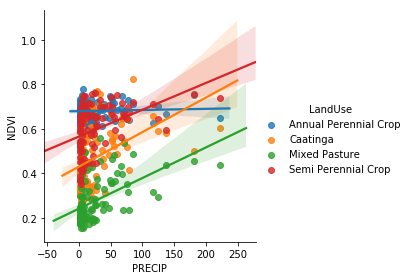 1.0
0.8
0.6
0.4
0.2
NDVI
-50 0 50 100 150 200 250
PRECIP
LandUse
Annual Perennial Crop
Caatinga
Mixed Pasture
Semi Perennial Crop